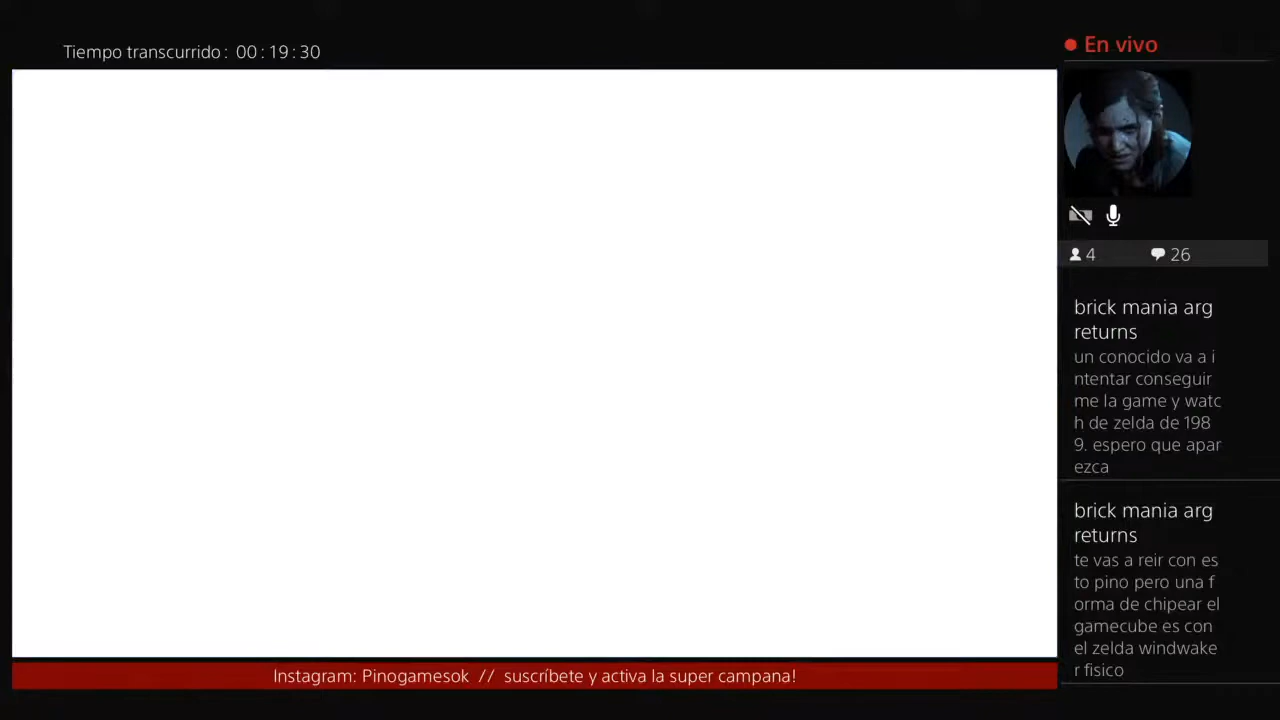 Tiempo transcurrido: 00:19:30
En vivo
4 26
brick mania arg
returns
un conocido va a i
ntentar conseguir
me la game y watc
h de zelda de 198
9. espero que apar
ezca
brick mania arg
returns
te vas a reir con es
to pino pero una f
orma de chipear el
gamecube es con
el zelda windwake
r fisico
Instagram: Pinogamesok // suscríbete y activa la super campana!